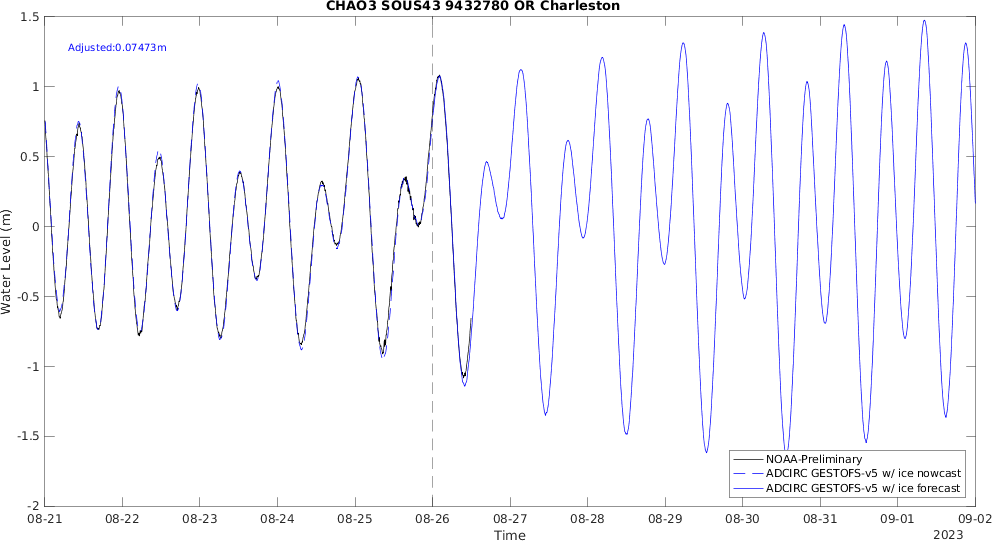 CHAO3 SOUS43 9432780 OR Charleston
Adjusted:0.07473m
1.5
1
0.5
0
-0.5
-1
-1.5
-2
Water Level (m)
NOAA-Preliminary
ADCIRC GESTOFS-v5 w/ ice nowcast
ADCIRC GESTOFS-v5 w/ ice forecast
08-21 08-22 08-23 08-24 08-25 08-26 08-27 08-28 08-29 08-30 08-31 09-01 09-02
Time
2023